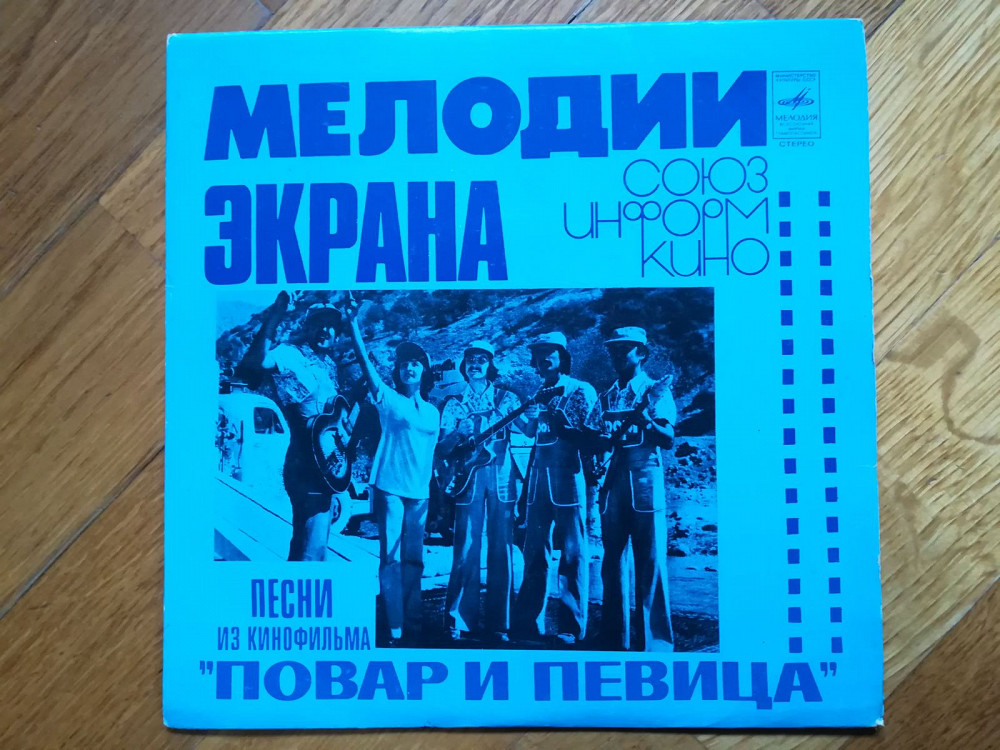 МЕЛОДИИ
ЭКРАНА
СОЮЗ
ИНФОРМ
КИНО
МЕЛОДИЯ
СТЕРЕО
ПЕСНИ
ИЗ КИНОФИЛЬМА
"ПОВАР И ПЕВИЦА"